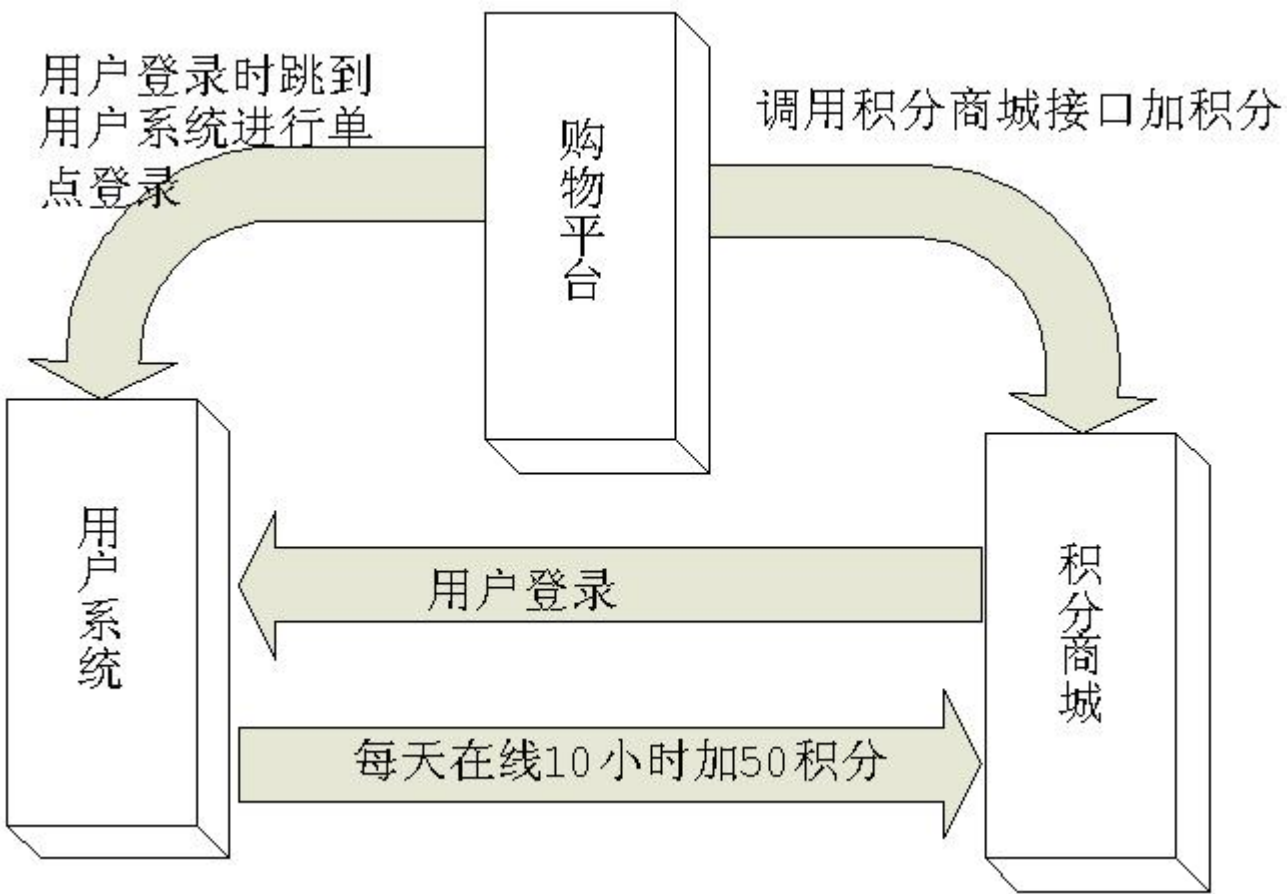 用户登录时跳到
用户系统进行单
点登录
购物平台
调用积分商城接口加积分
用户系统
用户登录
积分商城
每天在线10小时加50积分